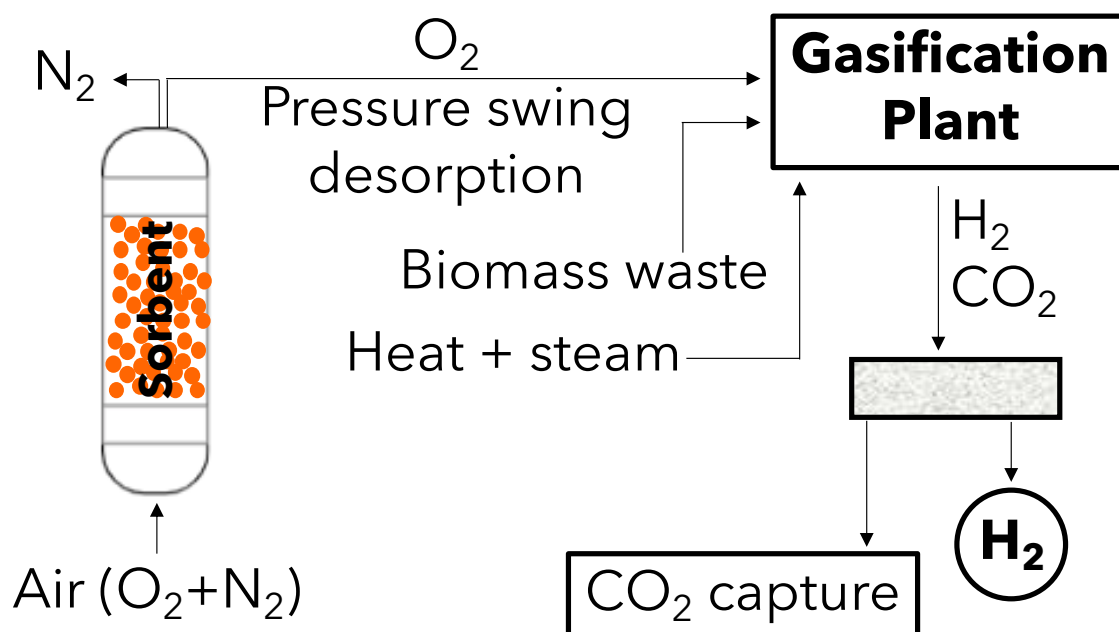 N₂
O₂
Pressure swing
desorption
Gasification
Plant
Sorbent
Biomass waste
Heat + steam
H₂
CO₂
Air (O₂+N₂)
CO₂ capture
H₂